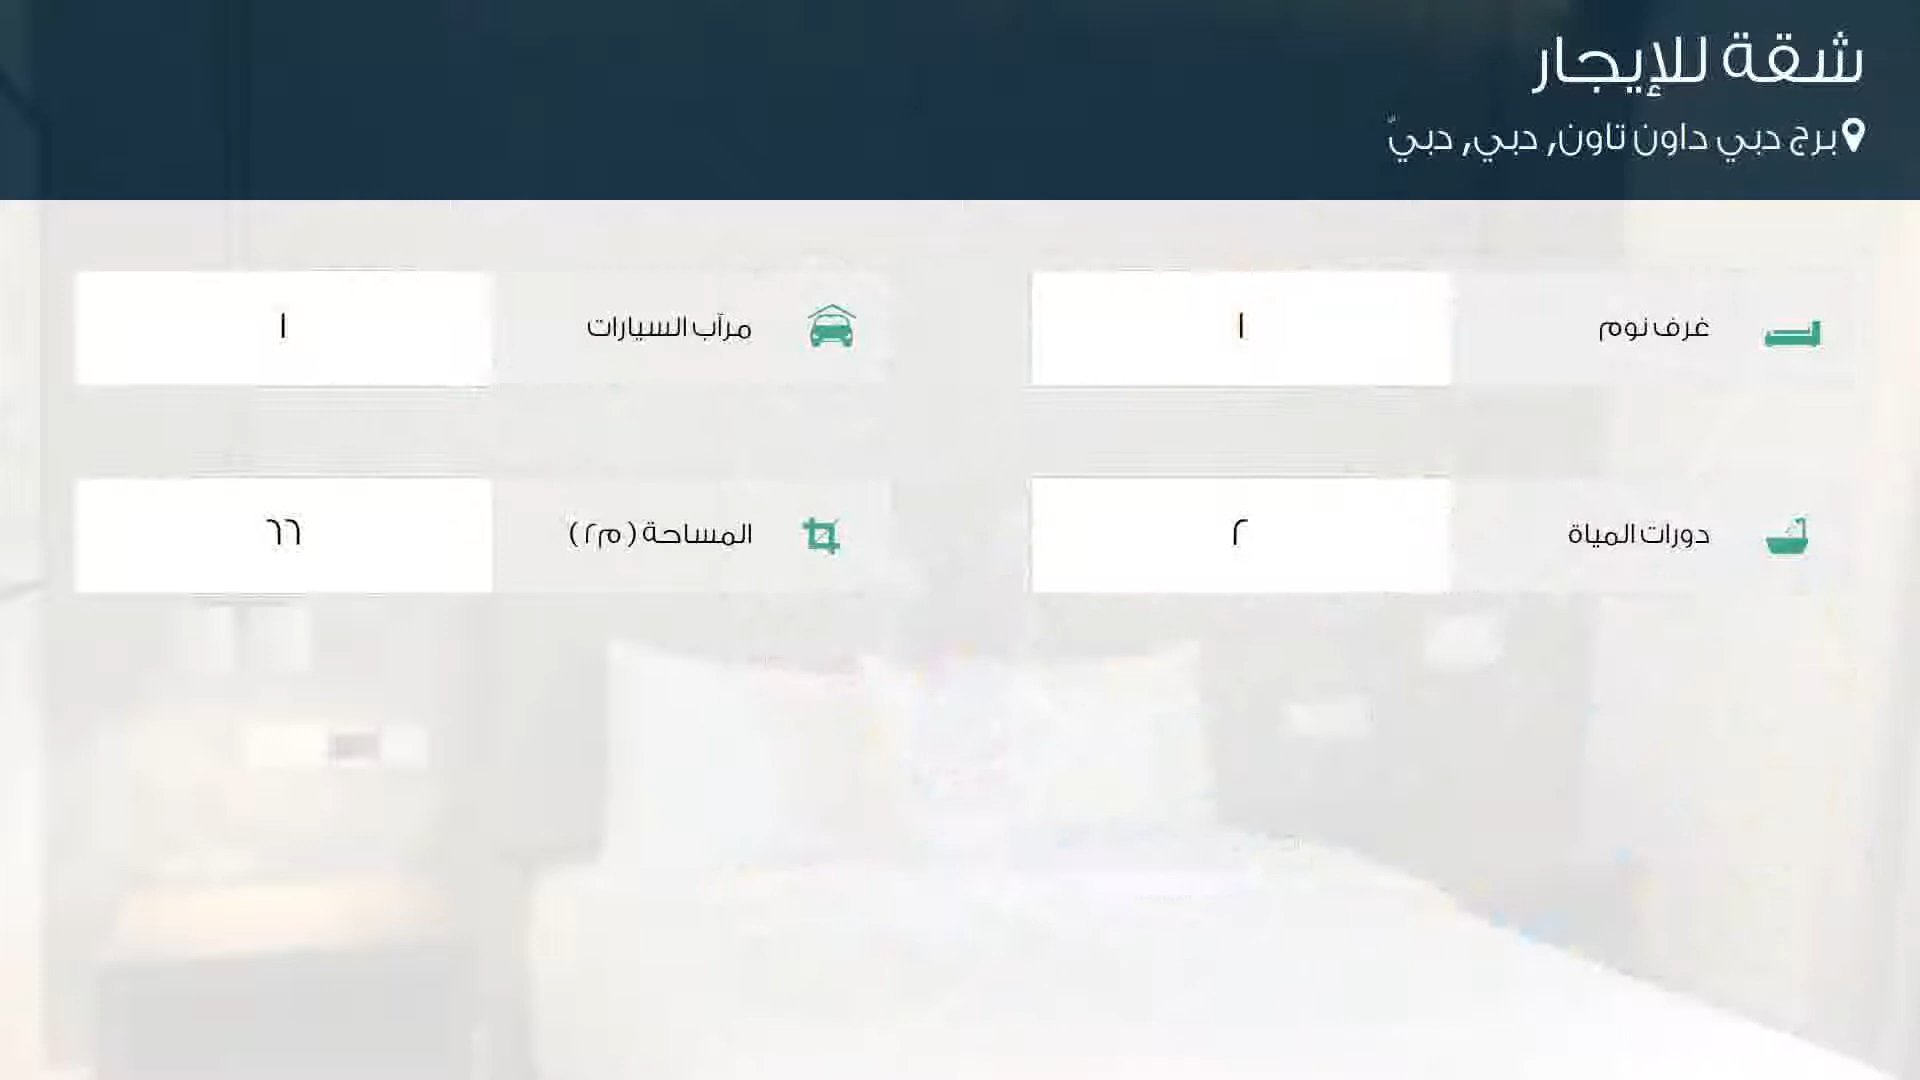 شقة للإيجار
برج دبي داون تاون, دبي, دبيّ
غرف نوم
١
مرآب السيارات
١
دورات المياة
٢
المساحة (م٢)
٦٦